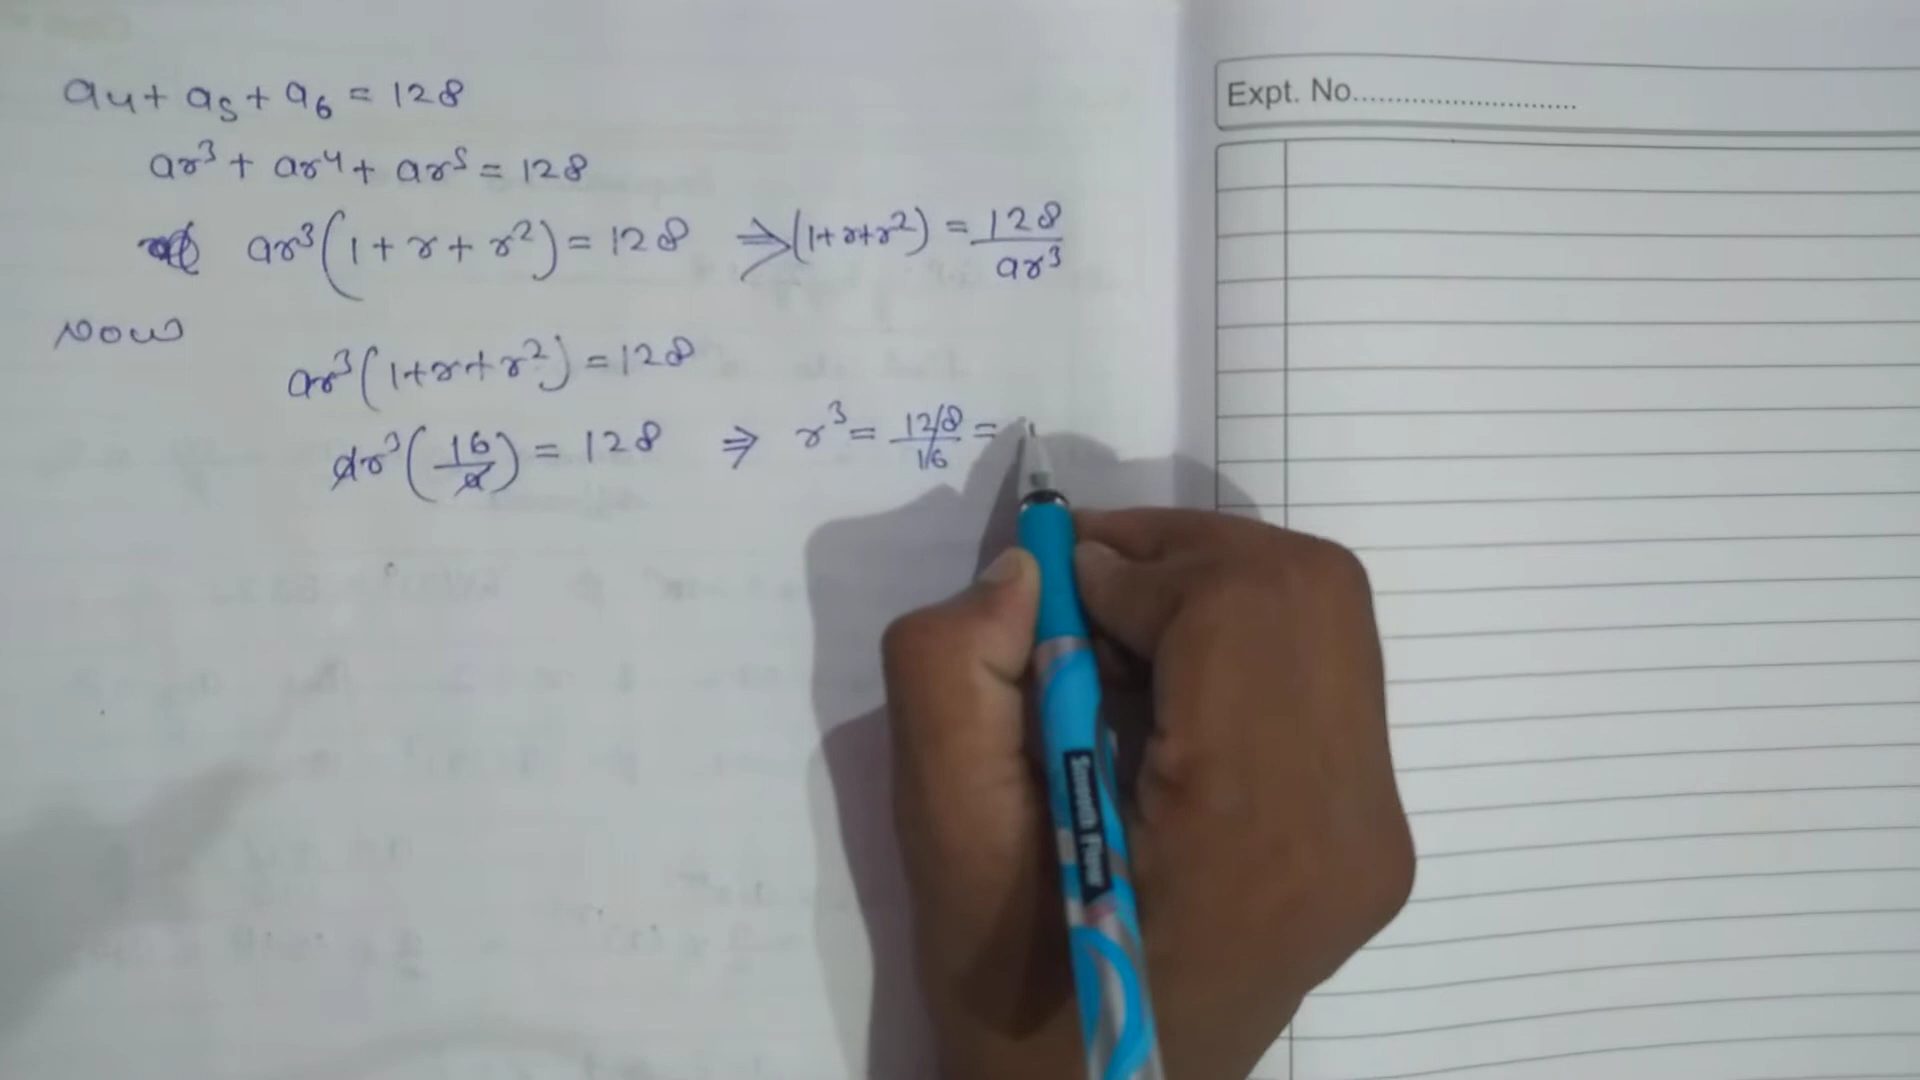 a4 + a5 + a6 = 128
ar³ + ar⁴ + ar⁵ = 128
ar³(1 + r + r²) = 128 ⇒ (1+r+r²) = 128/ar³
Now
ar³(1+r+r²) = 128
ar³(16/a) = 128 ⇒ r³ = 128/16 =
Expt. No.
Smooth Flow